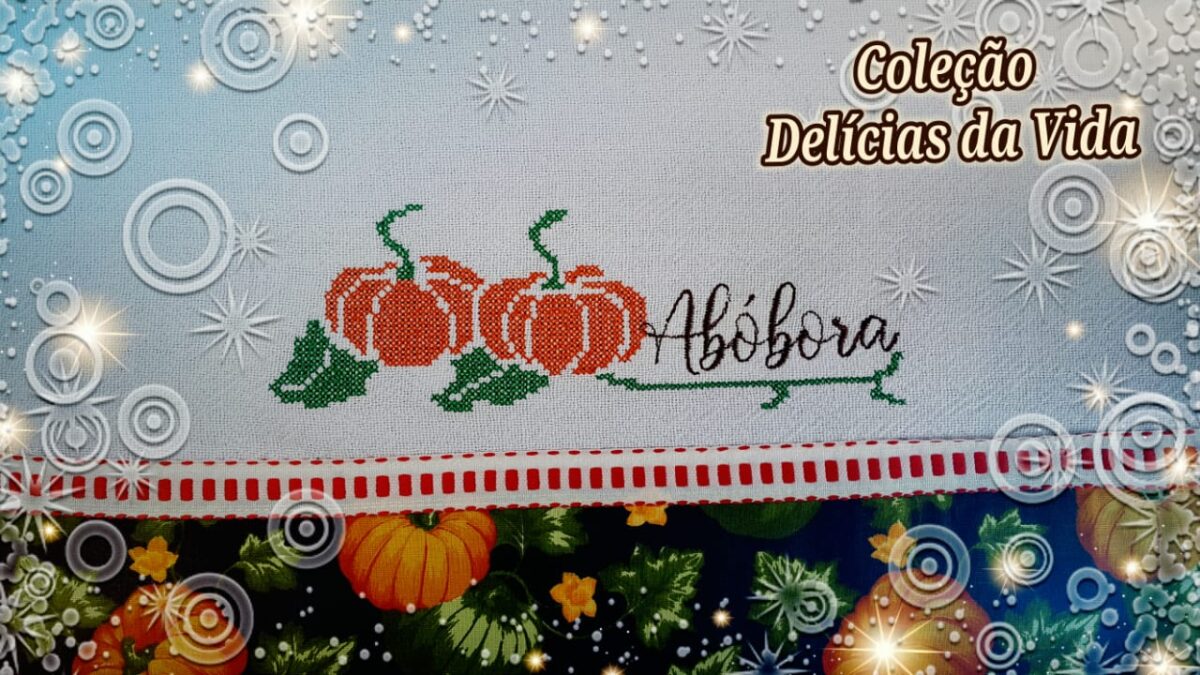 Coleção
Delícias da Vida
Abóbora